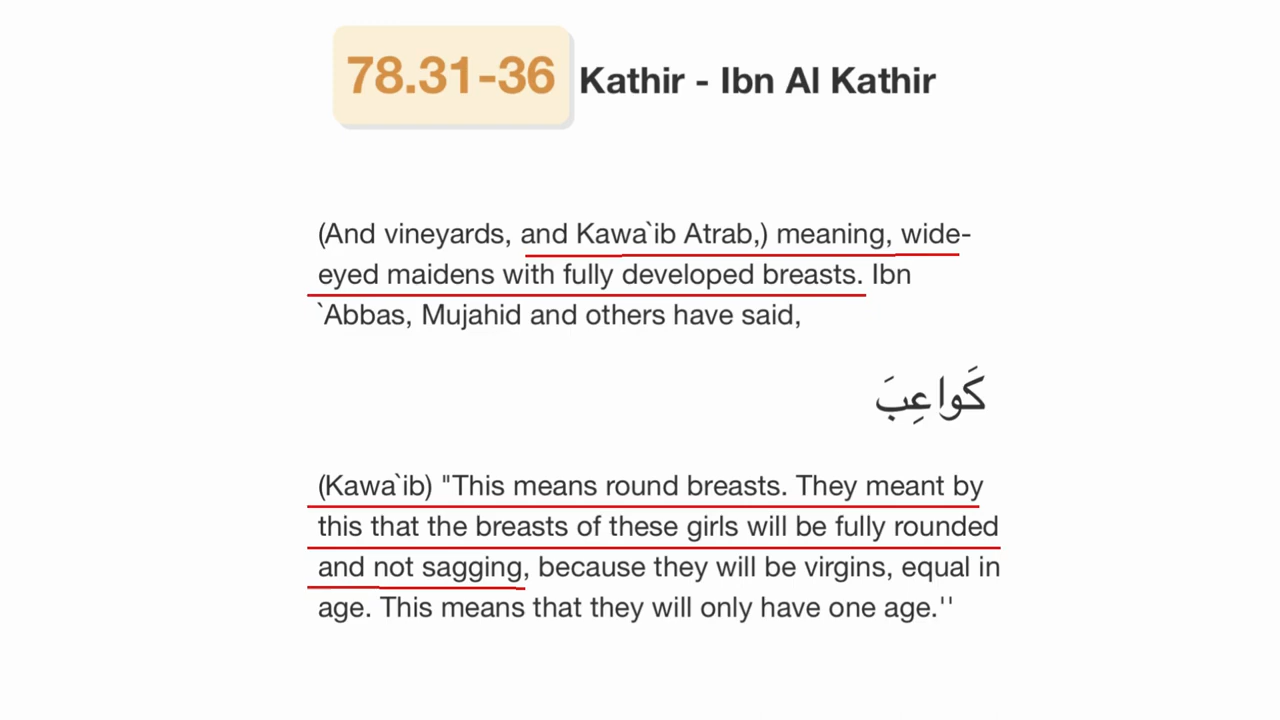 78.31-36 Kathir - Ibn Al Kathir
(And vineyards, and Kawa`ib Atrab,) meaning, wide-
eyed maidens with fully developed breasts. Ibn
`Abbas, Mujahid and others have said,
كَواعِبَ
(Kawa`ib) "This means round breasts. They meant by
this that the breasts of these girls will be fully rounded
and not sagging, because they will be virgins, equal in
age. This means that they will only have one age.''